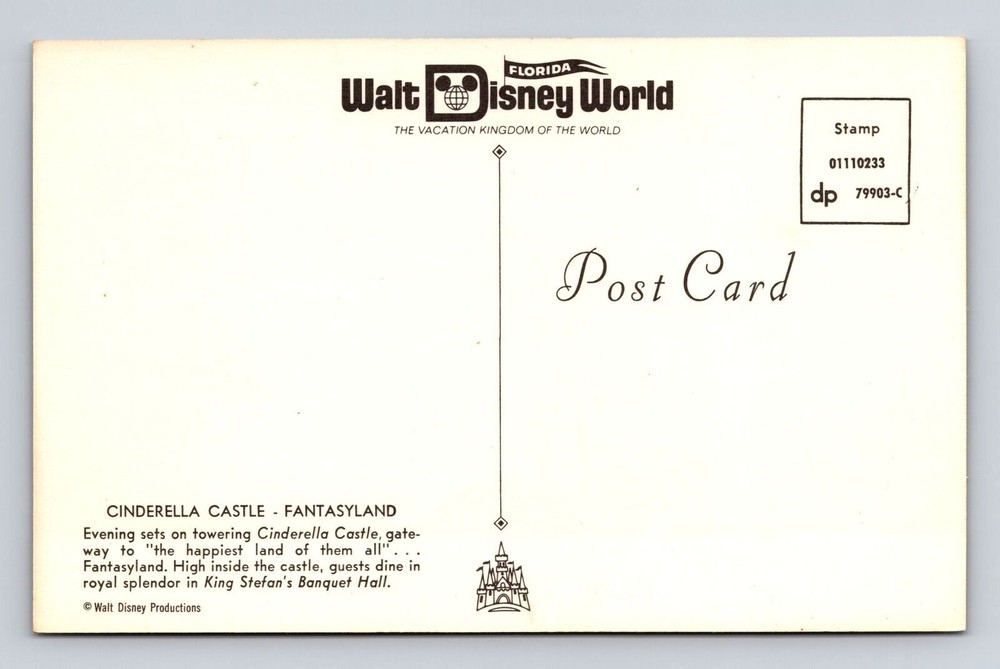 FLORIDA
Walt Disney World
THE VACATION KINGDOM OF THE WORLD
Stamp
01110233
dp 79903-C
Post Card
CINDERELLA CASTLE - FANTASYLAND
Evening sets on towering Cinderella Castle, gate-
way to "the happiest land of them all" . . .
Fantasyland. High inside the castle, guests dine in
royal splendor in King Stefan's Banquet Hall.
© Walt Disney Productions